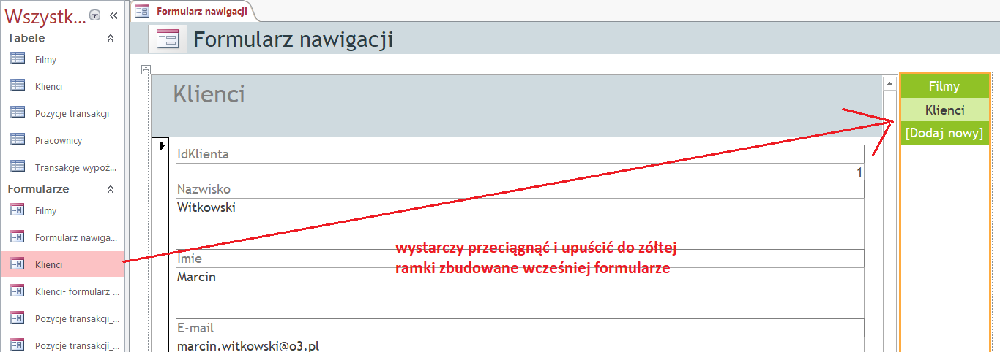 Wszystk...
Tabele
Filmy
Klienci
Pozycje transakcji
Pracownicy
Transakcje wypoż...
Formularze
Filmy
Formularz nawiga...
Klienci
Klienci- formularz ...
Pozycje transakcji_...
Pozycje transakcji_...
Formularz nawigacji
Formularz nawigacji
Klienci
IdKlienta
1
Nazwisko
Witkowski
Imie
Marcin
E-mail
marcin.witkowski@o3.pl
wystarczy przeciągnąć i upuścić do zółtej
ramki zbudowane wcześniej formularze
Filmy
Klienci
[Dodaj nowy]